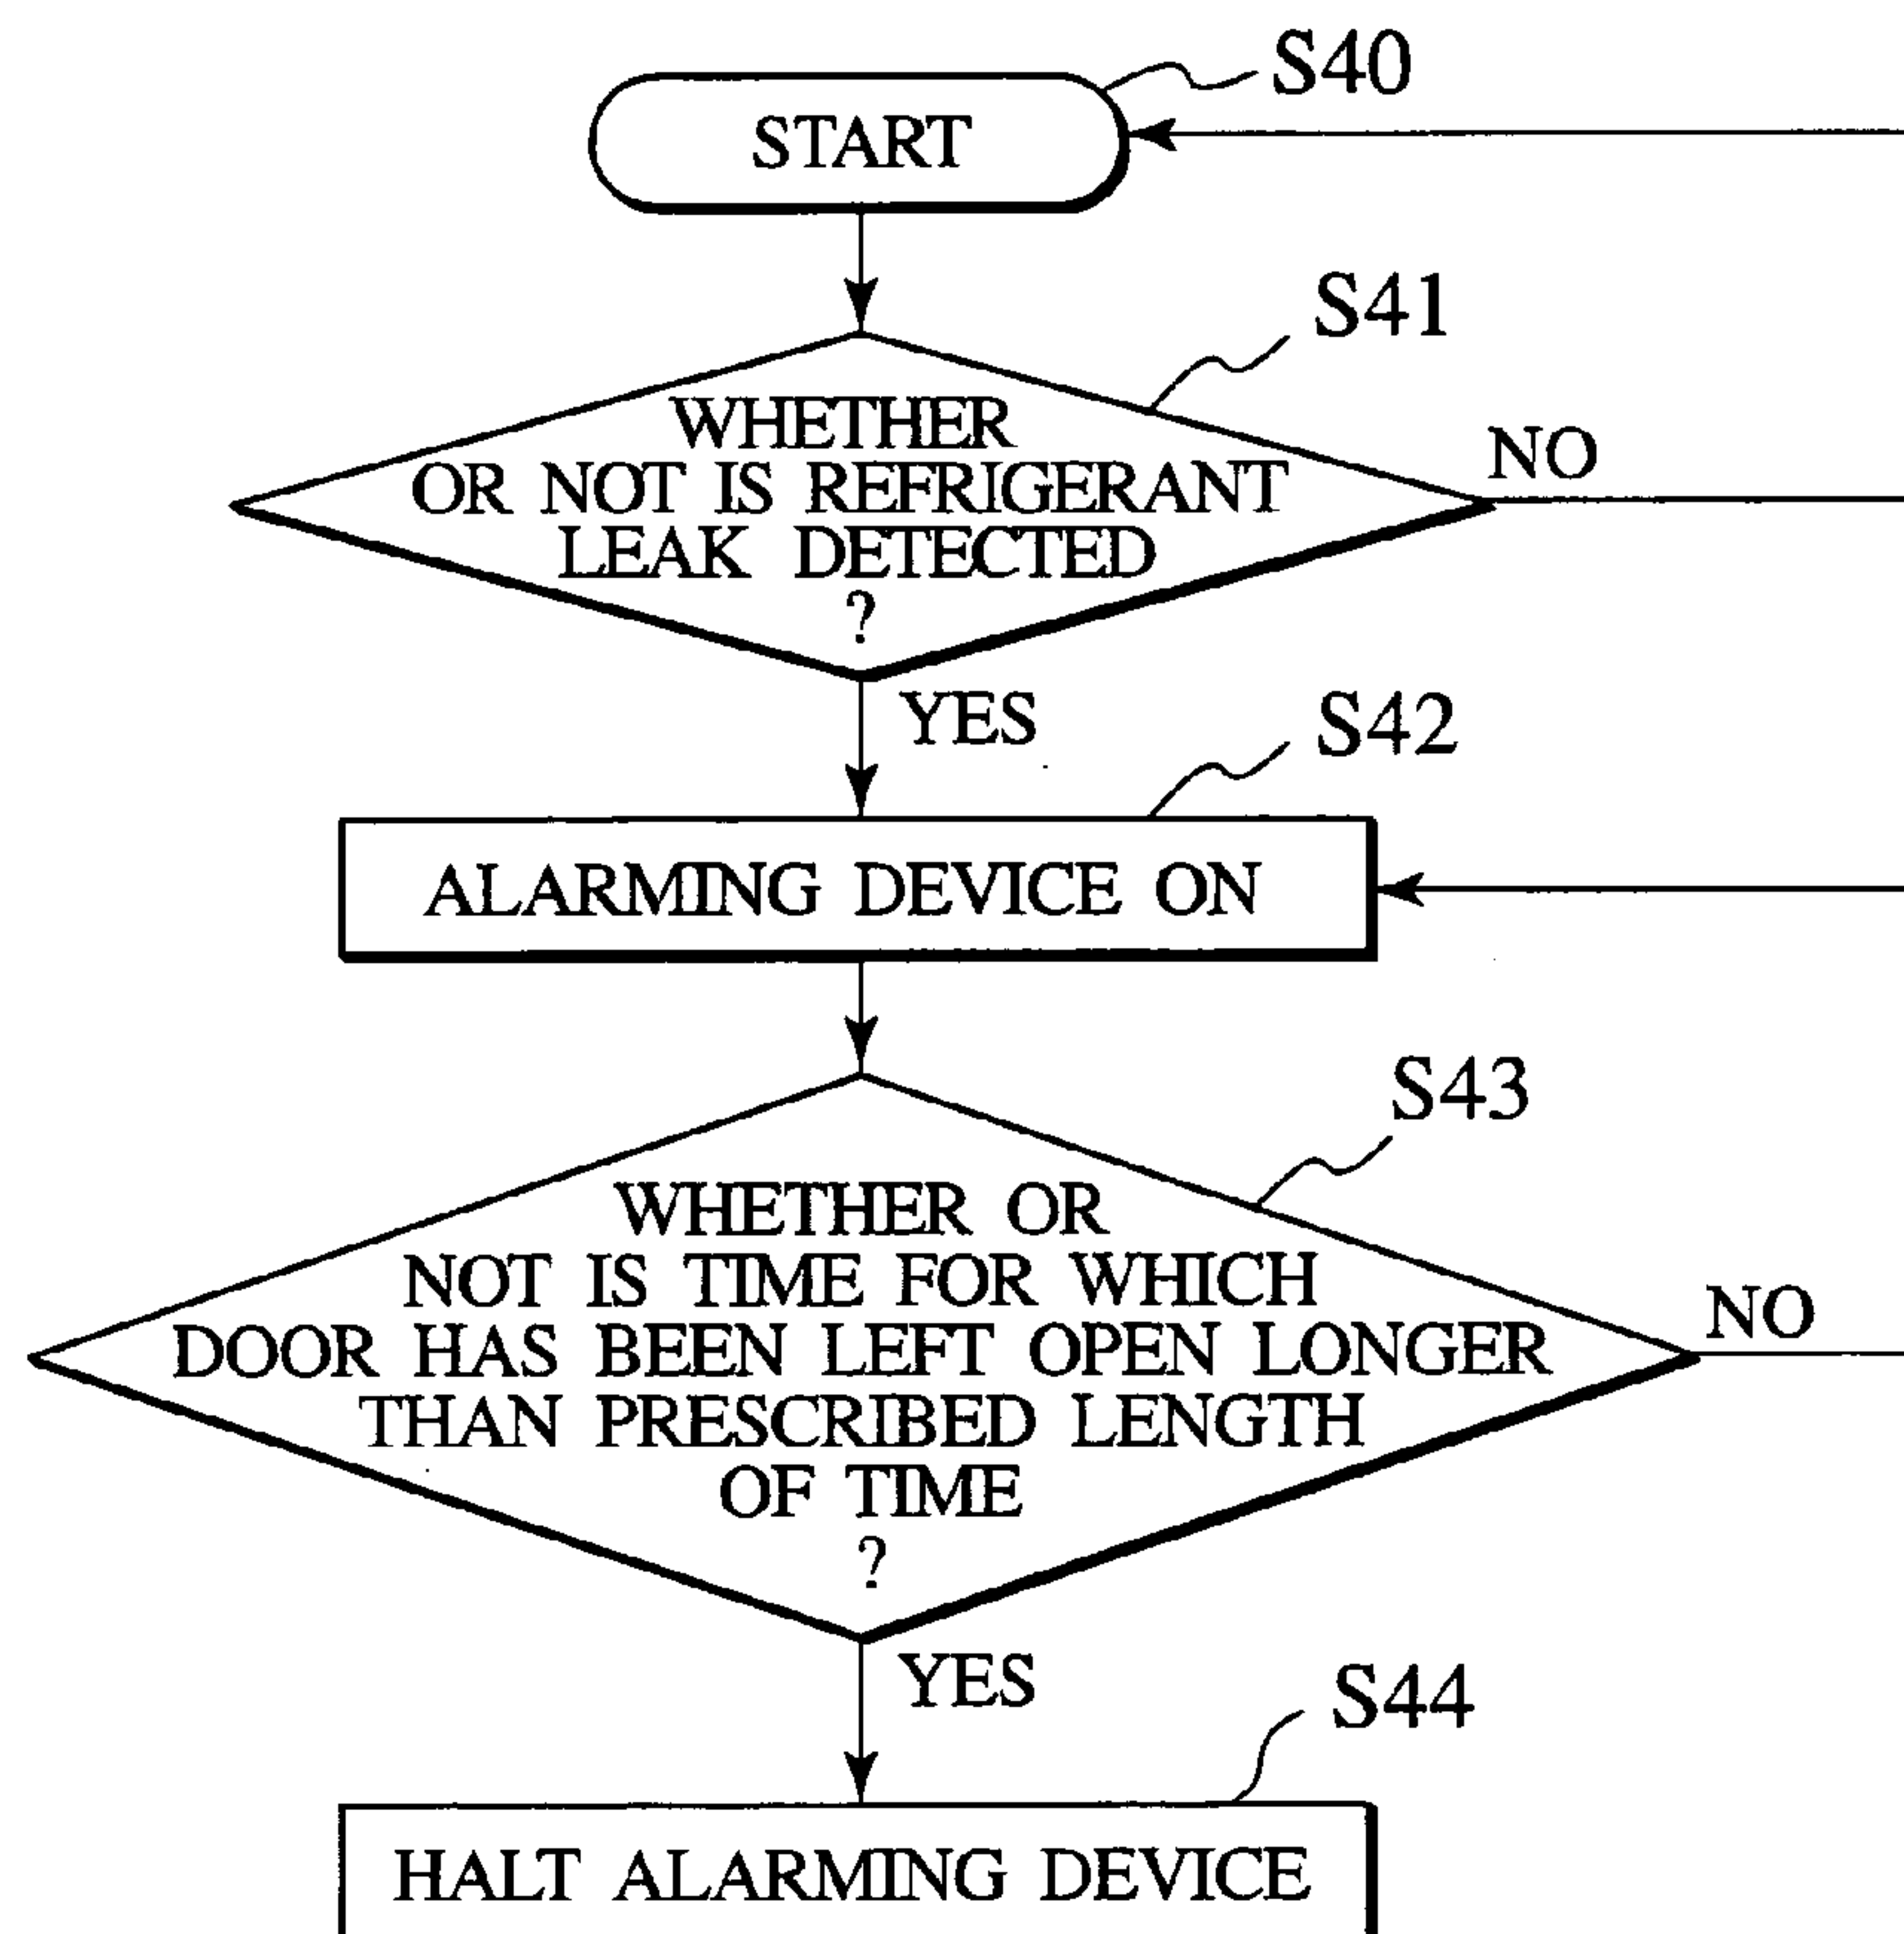 S40
START
S41
WHETHER
OR NOT IS REFRIGERANT
LEAK DETECTED
?
NO
YES
S42
ALARMING DEVICE ON
S43
WHETHER OR
NOT IS TIME FOR WHICH
DOOR HAS BEEN LEFT OPEN LONGER
THAN PRESCRIBED LENGTH
OF TIME
?
NO
YES
S44
HALT ALARMING DEVICE